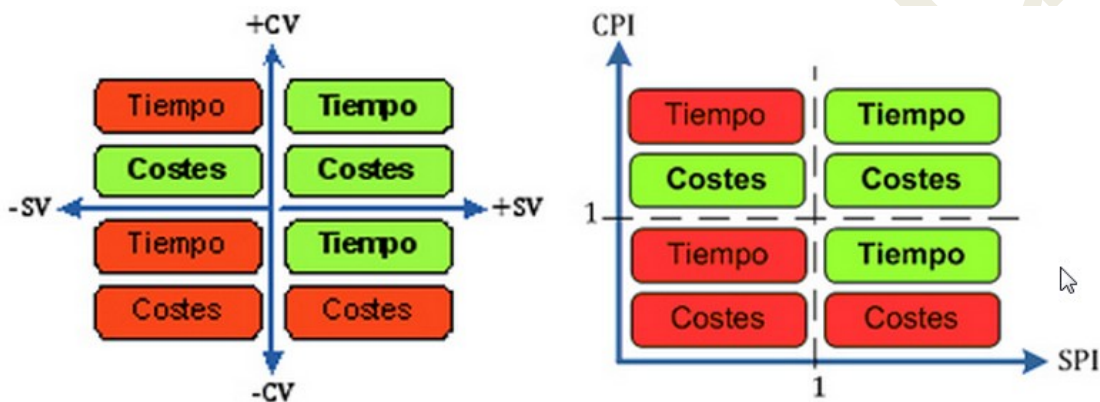 +CV
Tiempo Tiempo
Costes Costes
-SV +SV
Tiempo Tiempo
Costes Costes
-CV
CPI
Tiempo Tiempo
Costes Costes
1
Tiempo Tiempo
Costes Costes
SPI
1